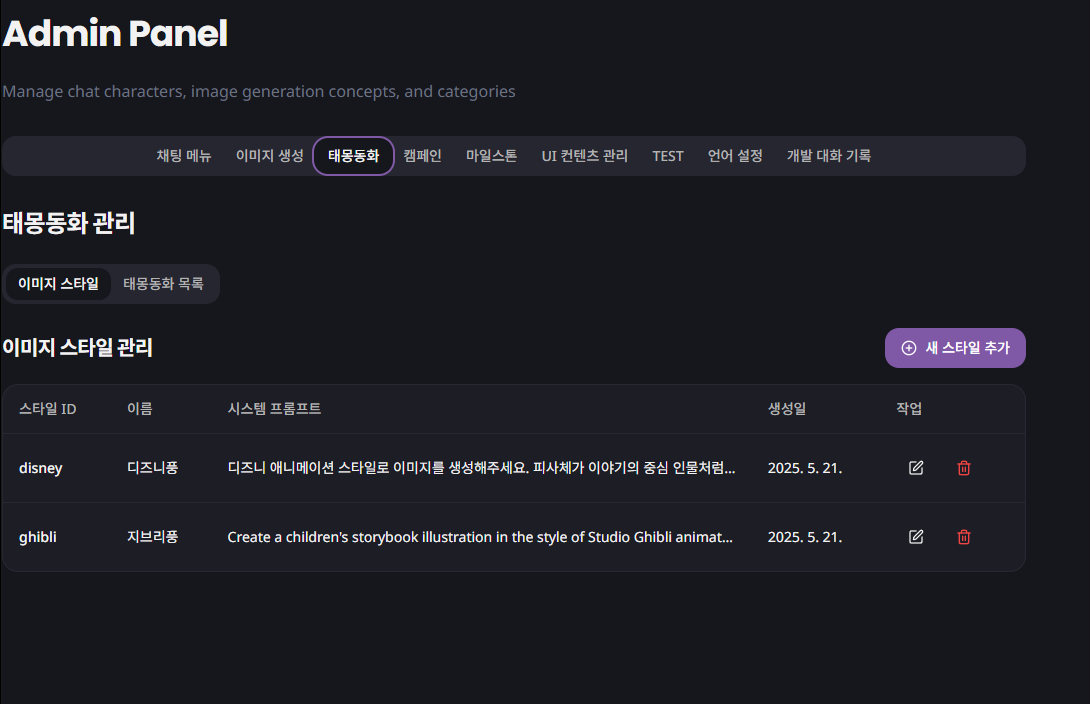 Admin Panel
Manage chat characters, image generation concepts, and categories
채팅 메뉴 이미지 생성 태몽동화 캠페인 마일스톤 UI 컨텐츠 관리 TEST 언어 설정 개발 대화 기록
태몽동화 관리
이미지 스타일 태몽동화 목록
이미지 스타일 관리 새 스타일 추가
스타일 ID 이름 시스템 프롬프트 생성일 작업
disney 디즈니풍 디즈니 애니메이션 스타일로 이미지를 생성해주세요. 피사체가 이야기의 중심 인물처럼... 2025. 5. 21.
ghibli 지브리풍 Create a children's storybook illustration in the style of Studio Ghibli animat... 2025. 5. 21.